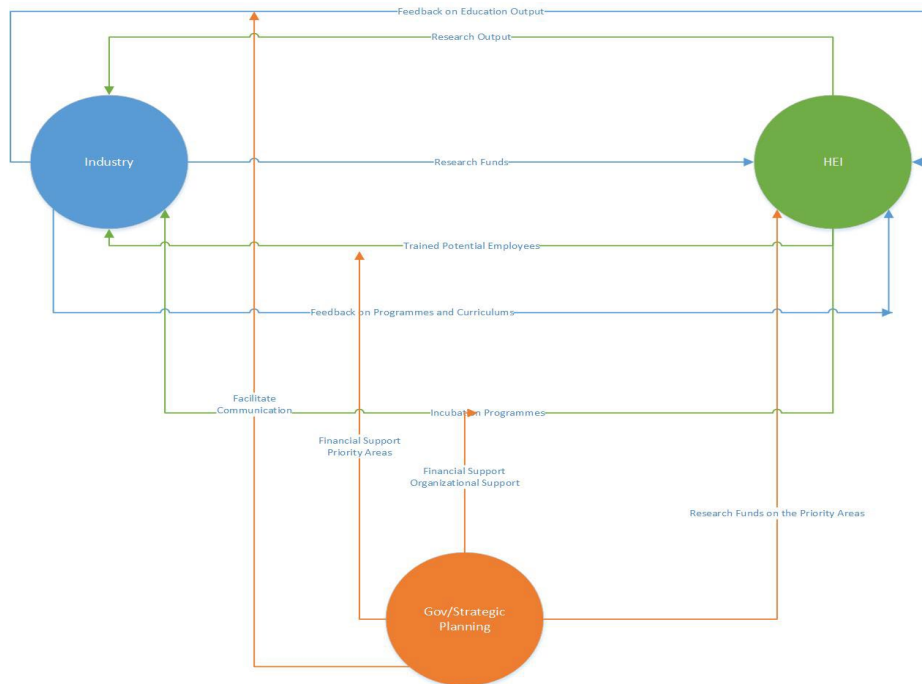 Feedback on Education Output
Research Output
Industry
Research Funds
HEI
Trained Potential Employees
Feedback on Programmes and Curriculums
Facilitate
Communication
Incubation Programmes
Financial Support
Priority Areas
Financial Support
Organizational Support
Research Funds on the Priority Areas
Gov/Strategic
Planning